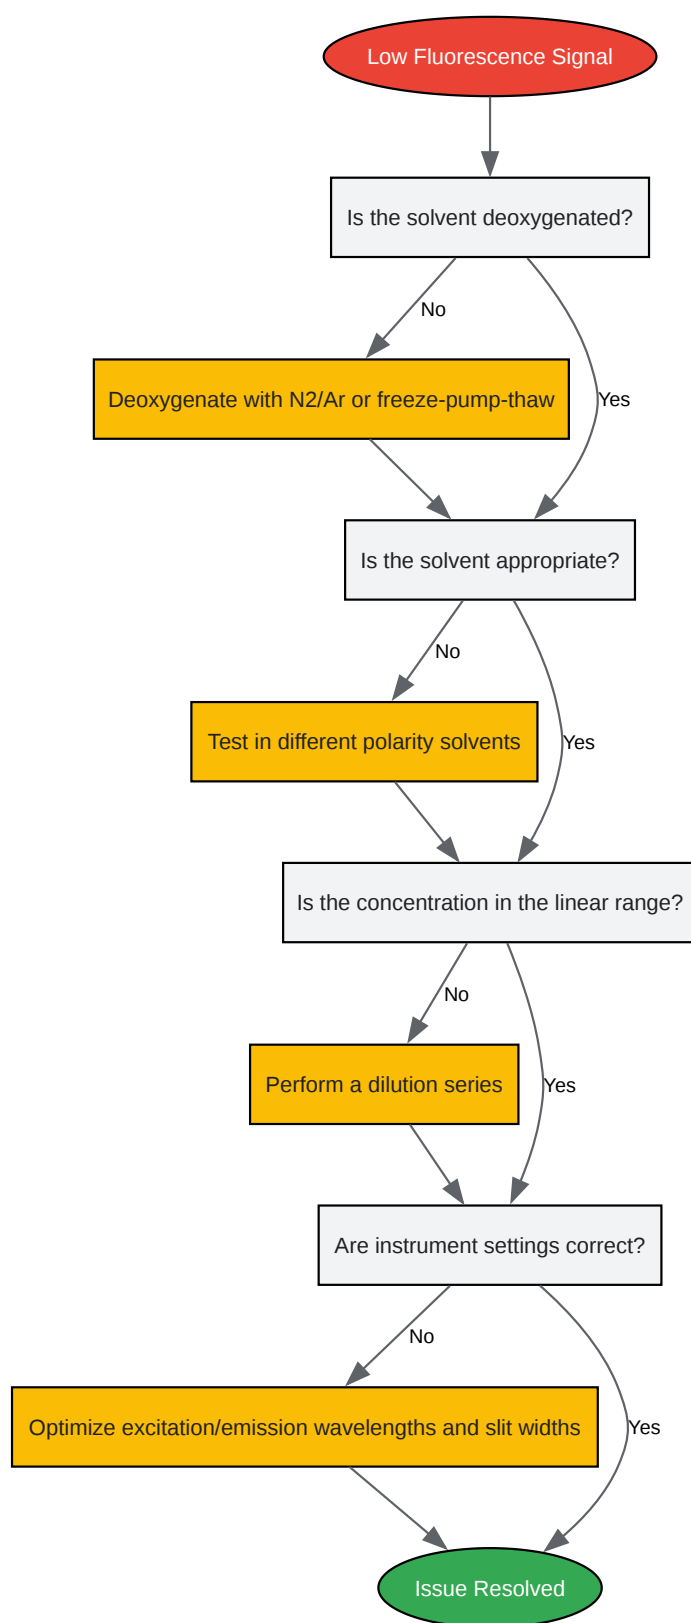 Low Fluorescence Signal
Is the solvent deoxygenated?
No
Deoxygenate with N2/Ar or freeze-pump-thaw
Yes
Is the solvent appropriate?
No
Test in different polarity solvents
Yes
Is the concentration in the linear range?
No
Perform a dilution series
Yes
Are instrument settings correct?
No
Optimize excitation/emission wavelengths and slit widths
Yes
Issue Resolved